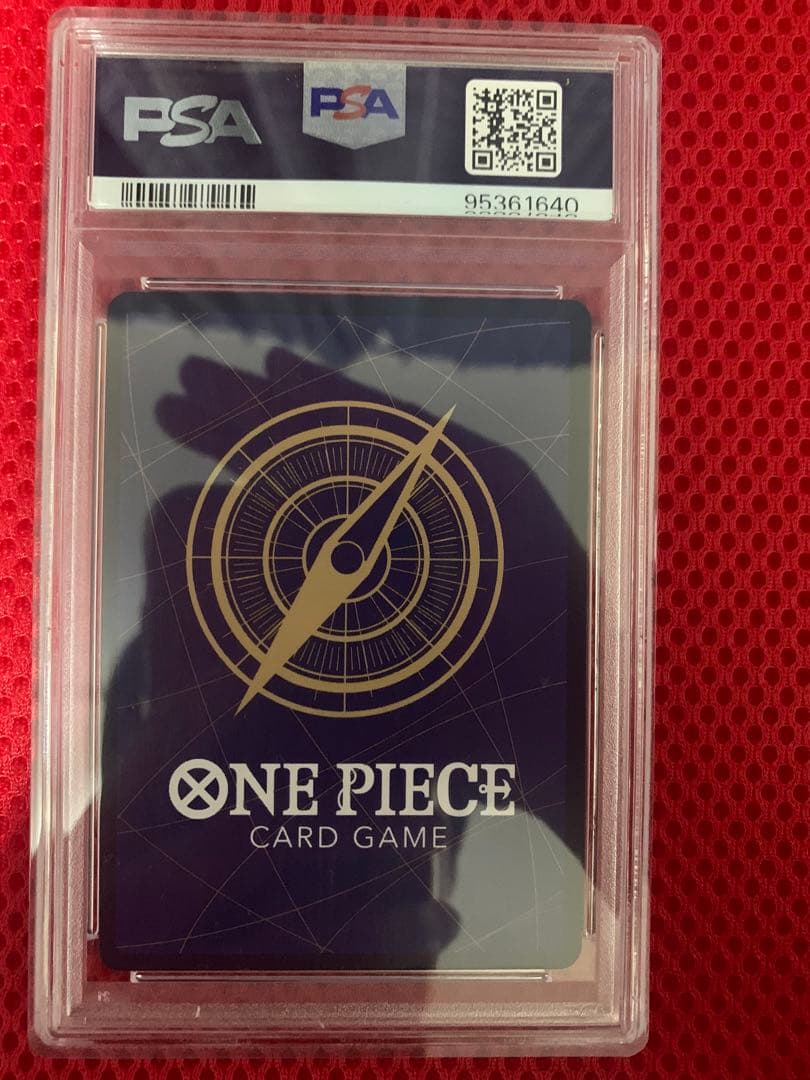 PSA PSA
95361640
ONE PIECE
CARD GAME